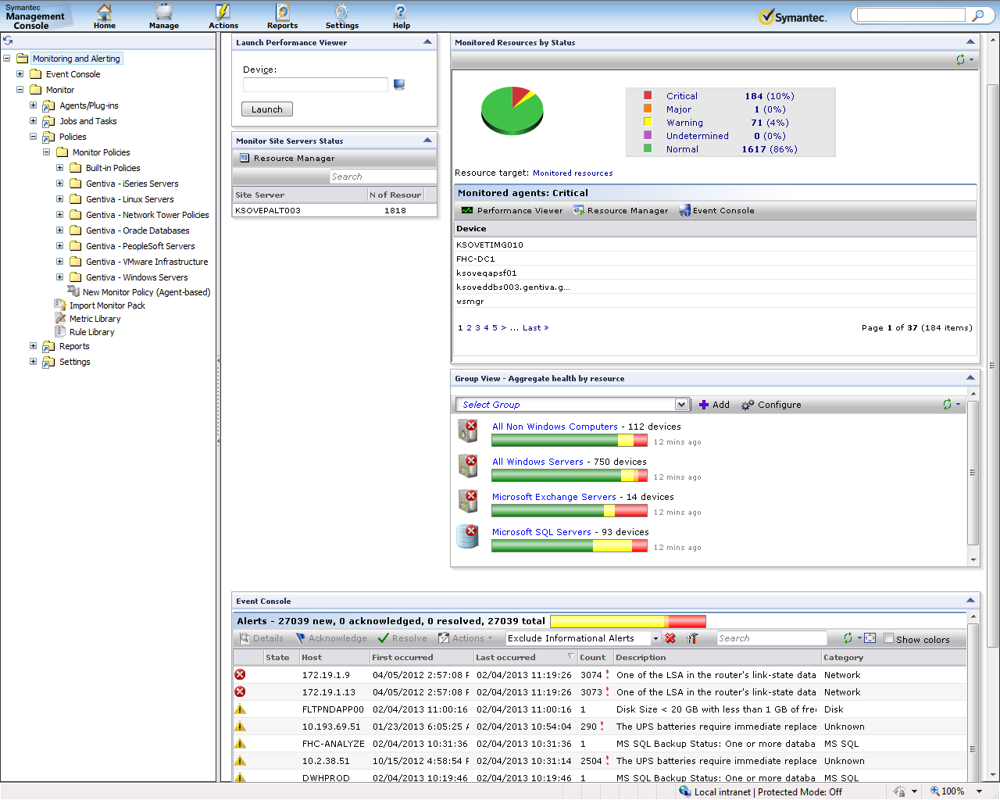 Symantec
Management
Console
Home
Manage
Actions
Reports
Settings
Help
Symantec.
Monitoring and Alerting
Event Console
Monitor
Agents/Plug-ins
Jobs and Tasks
Policies
Monitor Policies
Built-in Policies
Gentiva - iSeries Servers
Gentiva - Linux Servers
Gentiva - Network Tower Policies
Gentiva - Oracle Databases
Gentiva - PeopleSoft Servers
Gentiva - VMware Infrastructure
Gentiva - Windows Servers
New Monitor Policy (Agent-based)
Import Monitor Pack
Metric Library
Rule Library
Reports
Settings
Launch Performance Viewer
Device:
Launch
Monitor Site Servers Status
Resource Manager
Search
Site Server N of Resour
KSOVEPALT003 1818
Monitored Resources by Status
Critical 184 (10%)
Major 1 (0%)
Warning 71 (4%)
Undetermined 0 (0%)
Normal 1617 (86%)
Resource target: Monitored resources
Monitored agents: Critical
Performance Viewer Resource Manager Event Console
Device
KSOVETIMG010
FHC-DC1
ksoveqapsf01
ksoveddbs003.gentiva.g...
wsmgr
1 2 3 4 5 > ... Last » Page 1 of 37 (184 items)
Group View - Aggregate health by resource
Select Group Add Configure
All Non Windows Computers - 112 devices
12 mins ago
All Windows Servers - 750 devices
12 mins ago
Microsoft Exchange Servers - 14 devices
12 mins ago
Microsoft SQL Servers - 93 devices
12 mins ago
Event Console
Alerts - 27039 new, 0 acknowledged, 0 resolved, 27039 total
Details Acknowledge Resolve Actions Exclude Informational Alerts Search Show colors
State Host First occurred Last occurred Count Description Category
172.19.1.9 04/05/2012 2:57:08 F 02/04/2013 11:19:26 3074 ! One of the LSA in the router's link-state data Network
172.19.1.13 04/05/2012 2:57:08 F 02/04/2013 11:19:26 3073 ! One of the LSA in the router's link-state data Network
FLTPNDAPP00 02/04/2013 11:00:16 02/04/2013 11:00:16 1 Disk Size < 20 GB with less than 1 GB of free Disk
10.193.69.51 01/23/2013 6:05:25 A 02/04/2013 10:54:04 290 ! The UPS batteries require immediate replace Unknown
FHC-ANALYZE 02/04/2013 10:31:36 02/04/2013 10:31:36 1 MS SQL Backup Status: One or more databa MS SQL
10.2.38.51 10/15/2012 4:58:54 F 02/04/2013 10:31:14 2504 ! The UPS batteries require immediate replace Unknown
DWHPROD 02/04/2013 10:19:46 02/04/2013 10:19:46 1 MS SQL Backup Status: One or more databa MS SQL
Local intranet | Protected Mode: Off 100%